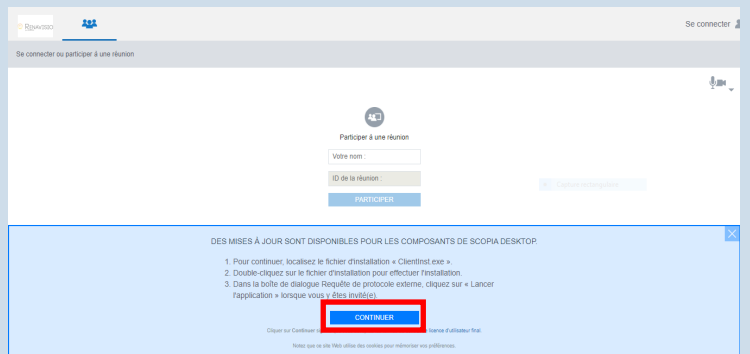 RENAVISIO
Se connecter
Se connecter ou participer à une réunion
Participer à une réunion
Votre nom :
ID de la réunion :
PARTICIPER
DES MISES À JOUR SONT DISPONIBLES POUR LES COMPOSANTS DE SCOPIA DESKTOP.
1. Pour continuer, localisez le fichier d'installation « ClientInst.exe ».
2. Double-cliquez sur le fichier d'installation pour effectuer l'installation.
3. Dans la boîte de dialogue Requête de protocole externe, cliquez sur « Lancer
l'application » lorsque vous y êtes invité(e).
CONTINUER
Cliquer sur Continuer licence d'utilisateur final
Notez que ce site Web utilise des cookies pour mémoriser vos préférences.